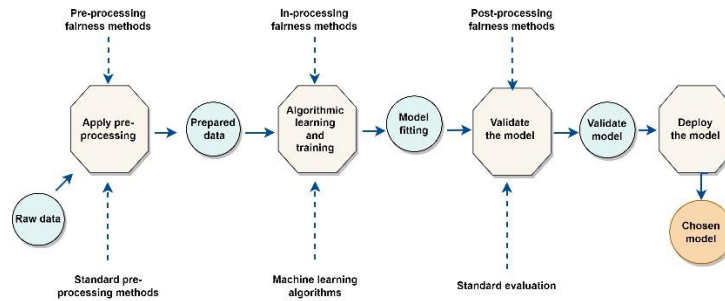 Pre-processing
fairness methods
In-processing
fairness methods
Post-processing
fairness methods
Apply pre-
processing
Prepared
data
Algorithmic
learning
and
training
Model
fitting
Validate
the model
Validate
model
Deploy
the model
Raw data
Chosen
model
Standard pre-
processing methods
Machine learning
algorithms
Standard evaluation